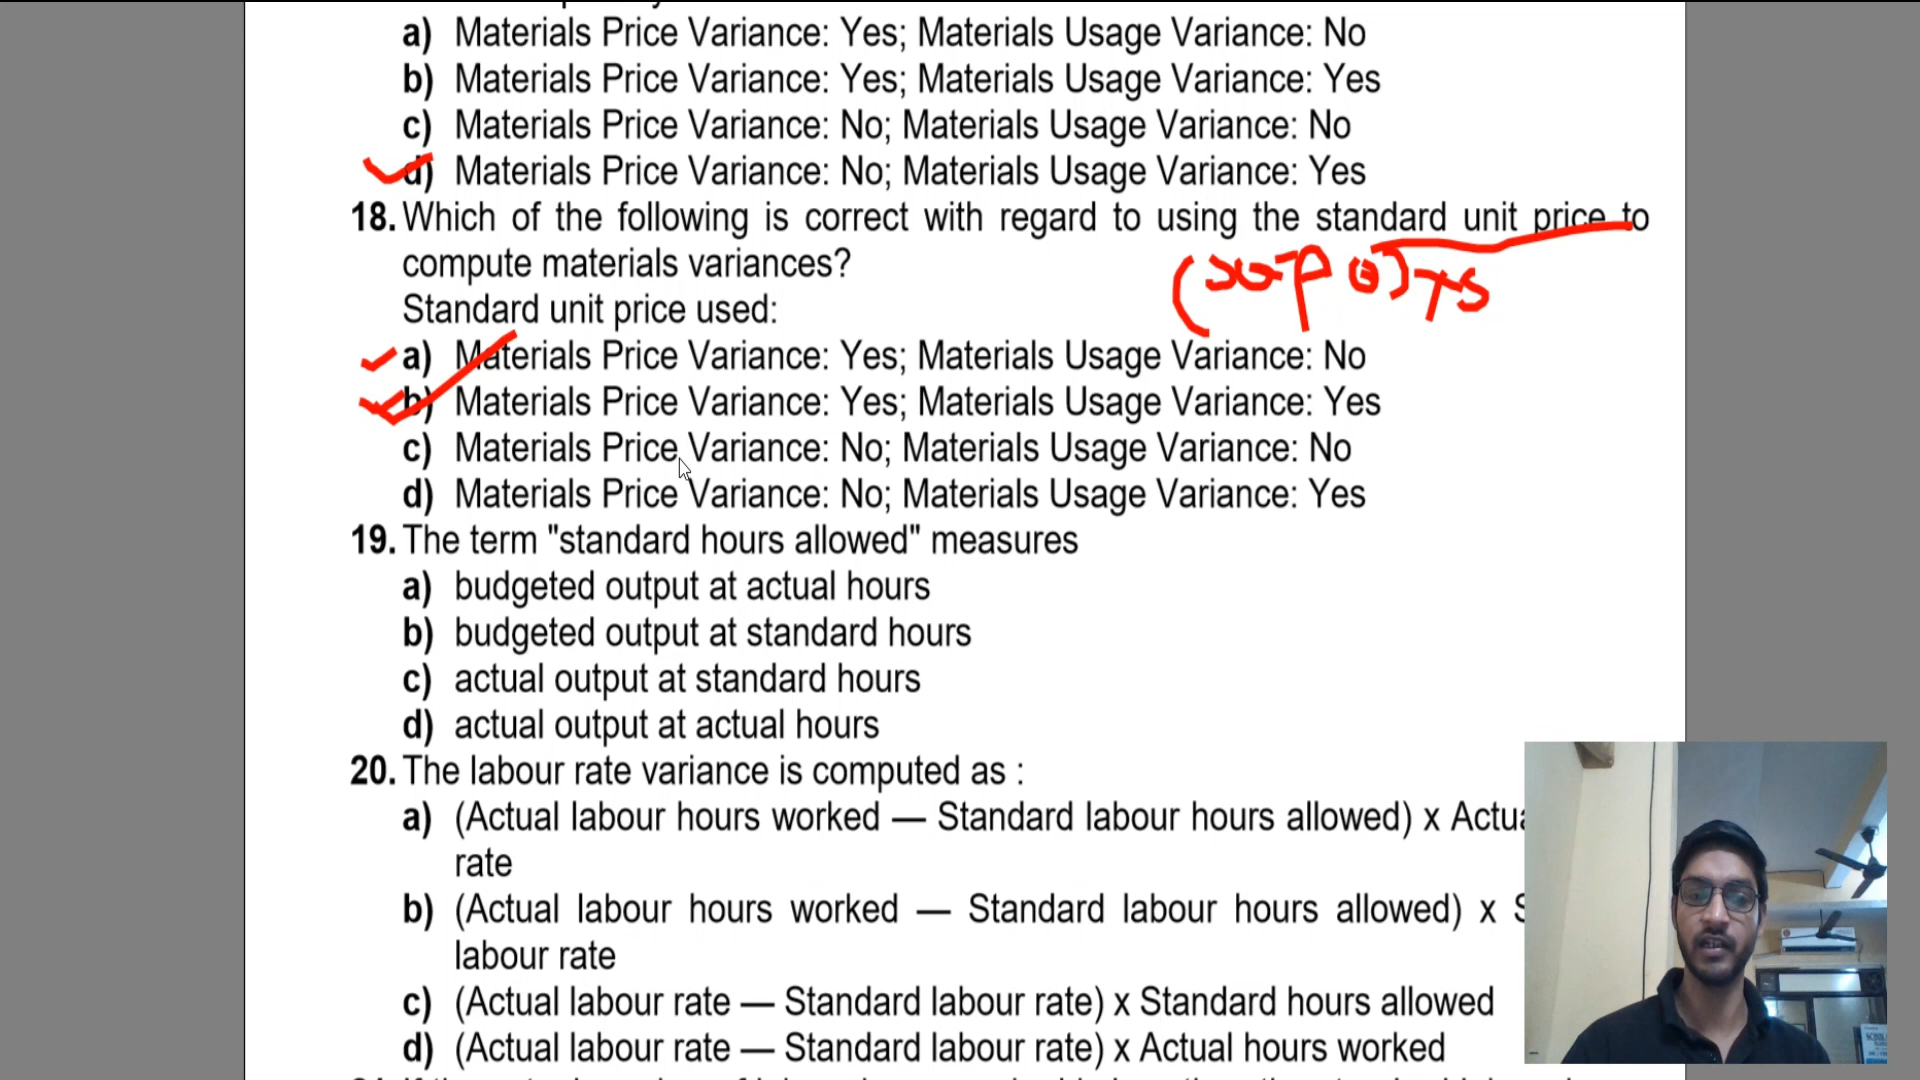 a) Materials Price Variance: Yes; Materials Usage Variance: No
b) Materials Price Variance: Yes; Materials Usage Variance: Yes
c) Materials Price Variance: No; Materials Usage Variance: No
d) Materials Price Variance: No; Materials Usage Variance: Yes
18. Which of the following is correct with regard to using the standard unit price to
compute materials variances?
Standard unit price used:
a) Materials Price Variance: Yes; Materials Usage Variance: No
b) Materials Price Variance: Yes; Materials Usage Variance: Yes
c) Materials Price Variance: No; Materials Usage Variance: No
d) Materials Price Variance: No; Materials Usage Variance: Yes
19. The term "standard hours allowed" measures
a) budgeted output at actual hours
b) budgeted output at standard hours
c) actual output at standard hours
d) actual output at actual hours
20. The labour rate variance is computed as :
a) (Actual labour hours worked — Standard labour hours allowed) x
rate
b) (Actual labour hours worked — Standard labour hours allowed) x
labour rate
c) (Actual labour rate — Standard labour rate) x Standard hours allowed
d) (Actual labour rate — Standard labour rate) x Actual hours worked